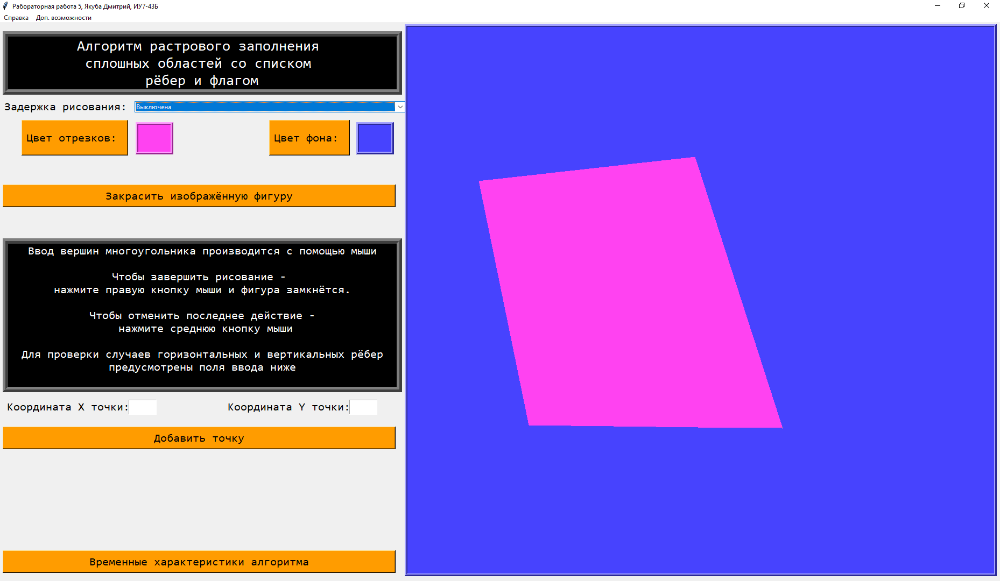 Рабораторная работа 5, Якуба Дмитрий, ИУ7-43Б
Справка Доп. возможности
Алгоритм растрового заполнения
сплошных областей со списком
рёбер и флагом
Задержка рисования: Выключена
Цвет отрезков: Цвет фона:
Закрасить изображённую фигуру
Ввод вершин многоугольника производится с помощью мыши
Чтобы завершить рисование -
нажмите правую кнопку мыши и фигура замкнётся.
Чтобы отменить последнее действие -
нажмите среднюю кнопку мыши
Для проверки случаев горизонтальных и вертикальных рёбер
предусмотрены поля ввода ниже
Координата X точки: Координата Y точки:
Добавить точку
Временные характеристики алгоритма